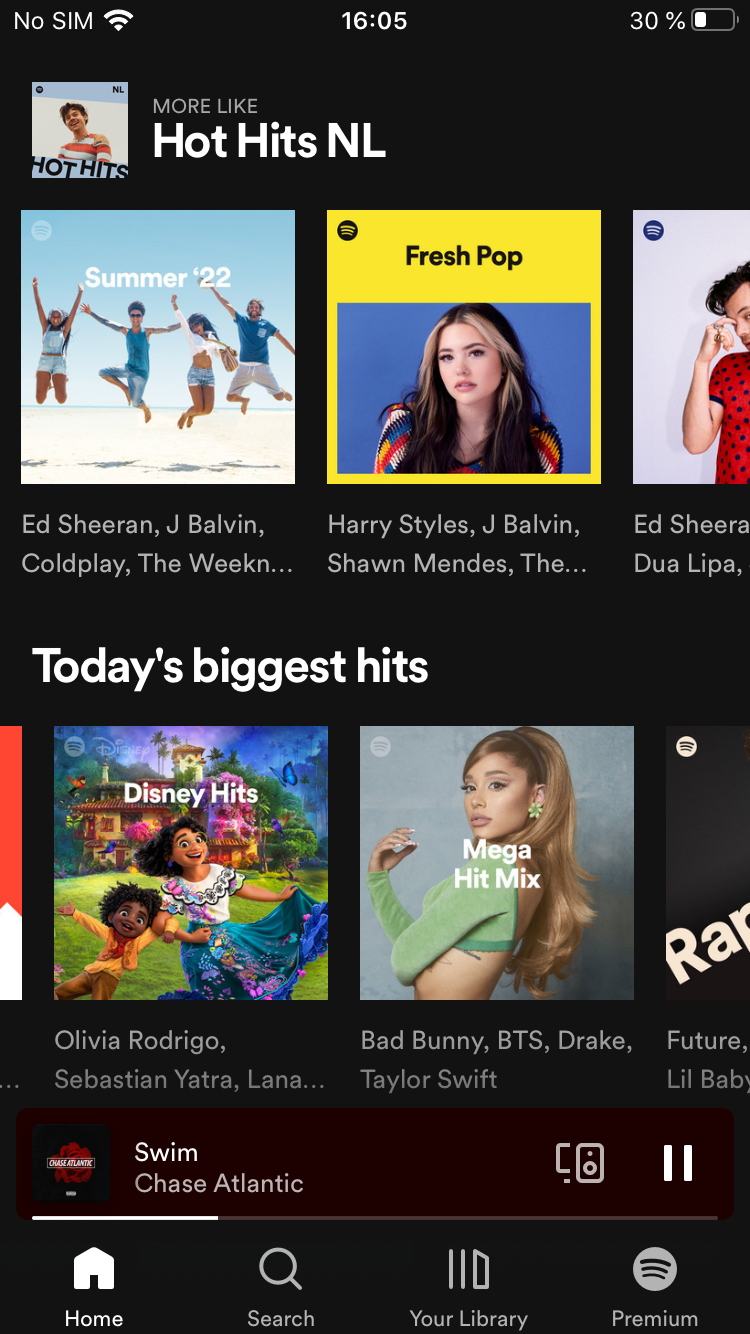 No SIM 16:05 30 %
NL
HOT HITS
MORE LIKE
Hot Hits NL
Summer ‘22
Fresh Pop
Ed Sheeran, J Balvin,
Coldplay, The Weekn...
Harry Styles, J Balvin,
Shawn Mendes, The...
Ed Sheera
Dua Lipa,
Today's biggest hits
Disney
Disney Hits
Mega
Hit Mix
Rap
...
Olivia Rodrigo,
Sebastian Yatra, Lana...
Bad Bunny, BTS, Drake,
Taylor Swift
Future,
Lil Baby
CHASE ATLANTIC
Swim
Chase Atlantic
Home
Search
Your Library
Premium